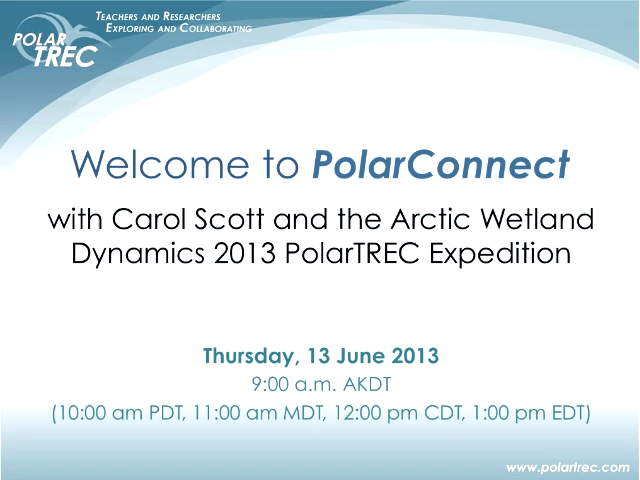 TEACHERS AND RESEARCHERS
EXPLORING AND COLLABORATING
POLAR
TREC
Welcome to PolarConnect
with Carol Scott and the Arctic Wetland
Dynamics 2013 PolarTREC Expedition
Thursday, 13 June 2013
9:00 a.m. AKDT
(10:00 am PDT, 11:00 am MDT, 12:00 pm CDT, 1:00 pm EDT)
www.polartrec.com